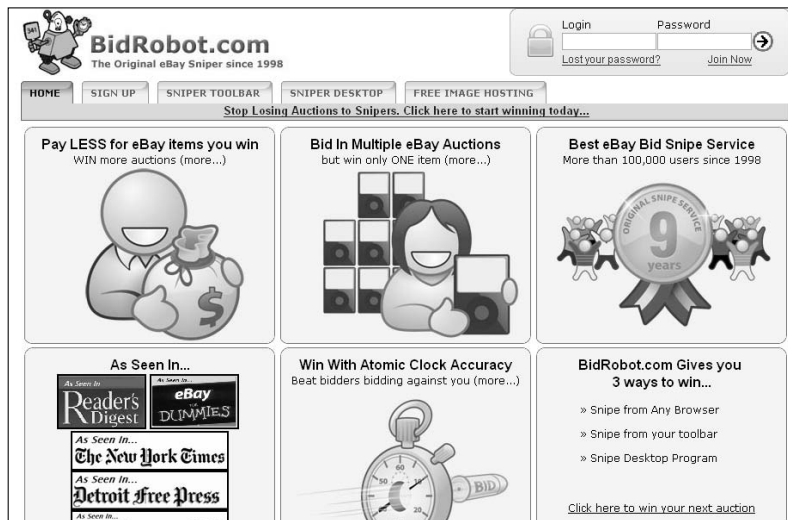 341
BidRobot.com
The Original eBay Sniper since 1998
Login
Password
Lost your password?
Join Now
HOME
SIGN UP
SNIPER TOOLBAR
SNIPER DESKTOP
FREE IMAGE HOSTING
Stop Losing Auctions to Snipers. Click here to start winning today...
Pay LESS for eBay items you win
WIN more auctions (more...)
$
Bid In Multiple eBay Auctions
but win only ONE item (more...)
Best eBay Bid Snipe Service
More than 100,000 users since 1998
ORIGINAL SNIPE SERVICE
9
years
As Seen In...
As Seen In
Reader's
Digest
As Seen In...
eBay
FOR
DUMMIES
As Seen In...
The New York Times
As Seen In...
Detroit Free Press
As Seen In...
Win With Atomic Clock Accuracy
Beat bidders bidding against you (more...)
60
50
10
20
BID
BidRobot.com Gives you
3 ways to win...
» Snipe from Any Browser
» Snipe from your toolbar
» Snipe Desktop Program
Click here to win your next auction